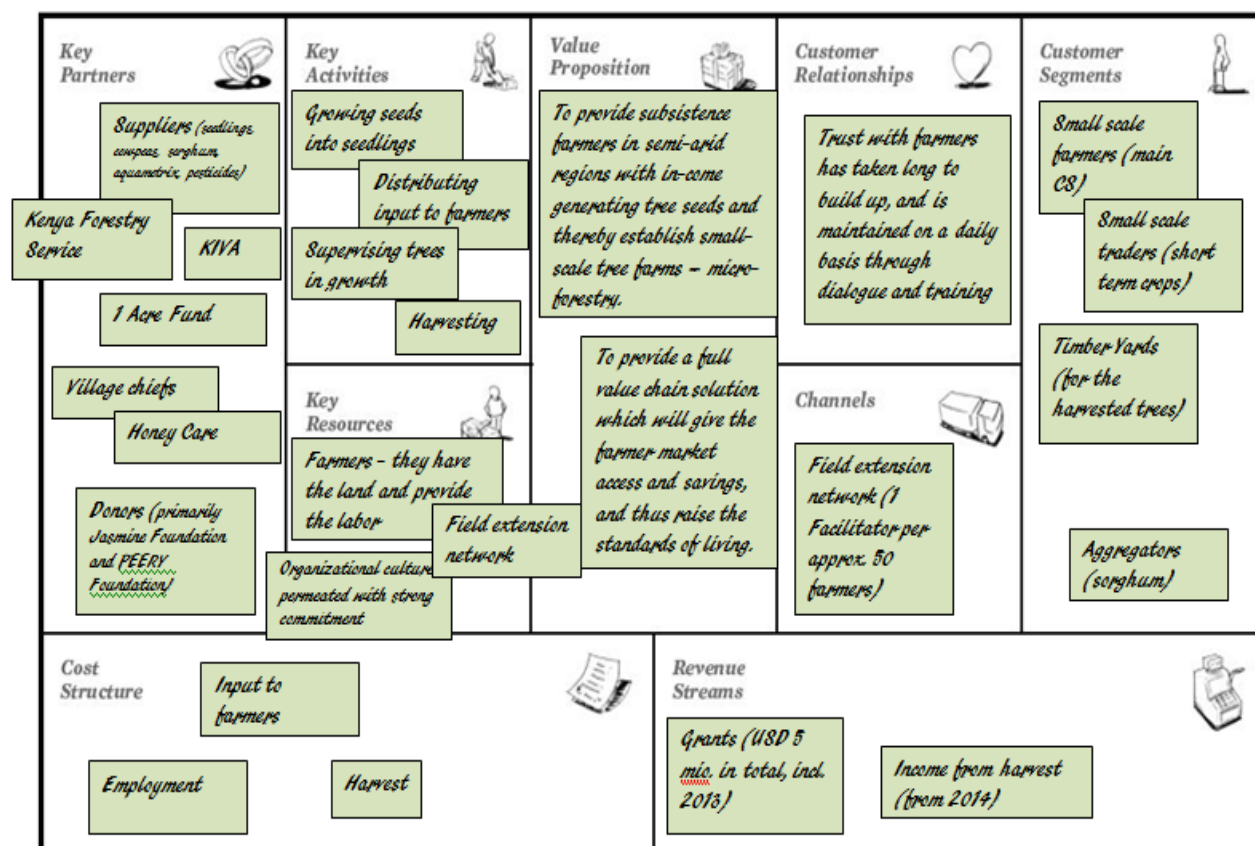 Key
Partners
Suppliers (seedlings,
cowpeas, sorghum,
aquametrix, pesticides)
Kenya Forestry
Service
KIVA
1 Acre Fund
Village chiefs
Honey Care
Donors (primarily
Jasmine Foundation
and PEERY
Foundation)
Key
Activities
Growing seeds
into seedlings
Distributing
input to farmers
Supervising trees
in growth
Harvesting
Key
Resources
Farmers – they have
the land and provide
the labor
Field extension
network
Organizational culture
permeated with strong
commitment
Value
Proposition
To provide subsistence
farmers in semi-arid
regions with in-come
generating tree seeds and
thereby establish small-
scale tree farms – micro-
forestry.
To provide a full
value chain solution
which will give the
farmer market
access and savings,
and thus raise the
standards of living.
Customer
Relationships
Trust with farmers
has taken long to
build up, and is
maintained on a daily
basis through
dialogue and training
Channels
Field extension
network (1
Facilitator per
approx. 50
farmers)
Customer
Segments
Small scale
farmers (main
CS)
Small scale
traders (short
term crops)
Timber Yards
(for the
harvested trees)
Aggregators
(sorghum)
Cost
Structure
Input to
farmers
Employment
Harvest
Revenue
Streams
Grants (USD 5
mio. in total, incl.
2013)
Income from harvest
(from 2014)